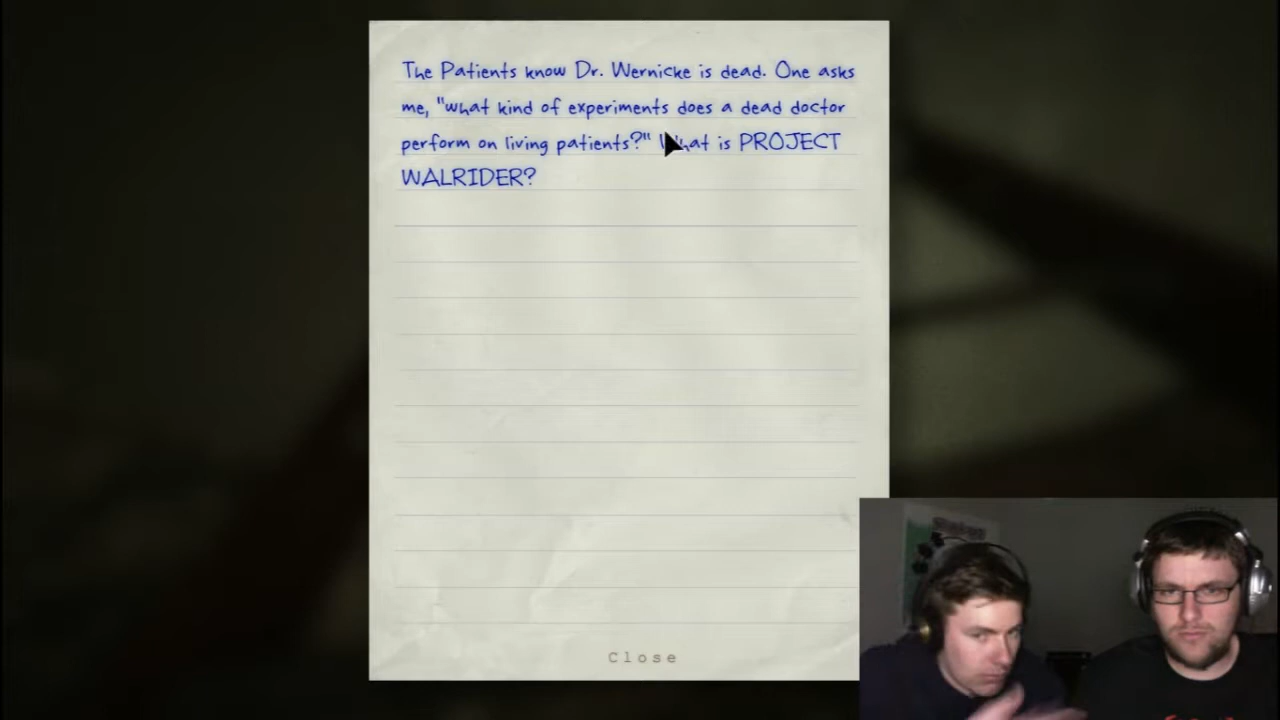 The Patients know Dr. Wernicke is dead. One asks
me, "what kind of experiments does a dead doctor
perform on living patients?" What is PROJECT
WALRIDER?
Close